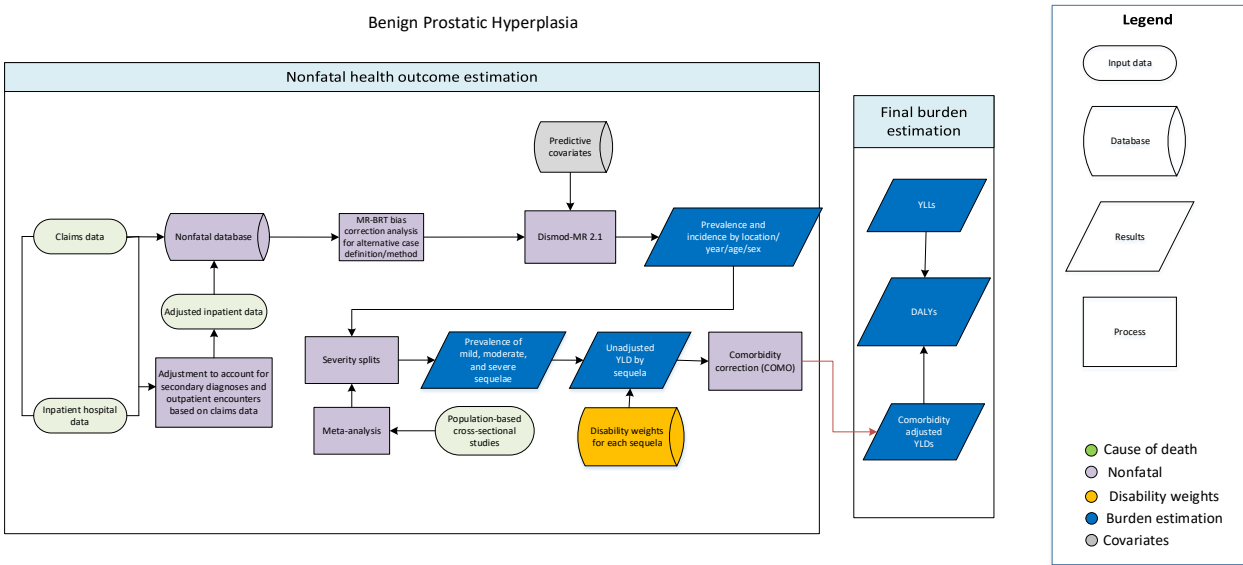 Benign Prostatic Hyperplasia
Nonfatal health outcome estimation
Predictive
covariates
Claims data
Nonfatal database
MR-BRT bias
correction analysis
for alternative case
definition/method
Dismod-MR 2.1
Prevalence and
incidence by location/
year/age/sex
Adjusted inpatient data
Adjustment to account for
secondary diagnoses and
outpatient encounters
based on claims data
Inpatient hospital
data
Severity splits
Prevalence of
mild, moderate,
and severe
sequelae
Unadjusted
YLD by
sequela
Comorbidity
correction (COMO)
Meta-analysis
Population-based
cross-sectional
studies
Disability weights
for each sequela
Final burden
estimation
YLLs
DALYs
Comorbidity
adjusted
YLDs
Legend
Input data
Database
Results
Process
Cause of death
Nonfatal
Disability weights
Burden estimation
Covariates